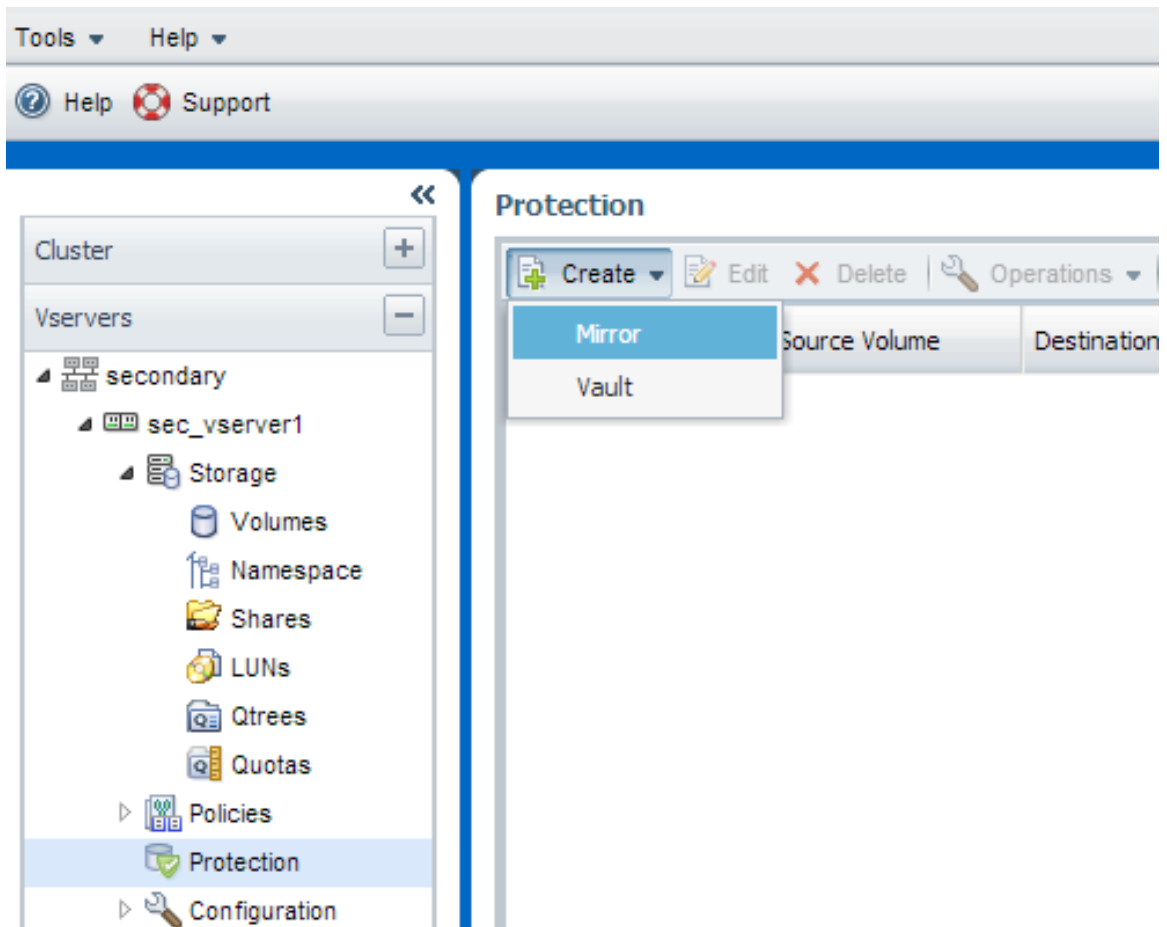 Tools Help
Help Support
Protection
Cluster
Create Edit Delete Operations
Vservers
Mirror
Source Volume Destination
Vault
secondary
sec_vserver1
Storage
Volumes
Namespace
Shares
LUNs
Qtrees
Quotas
Policies
Protection
Configuration